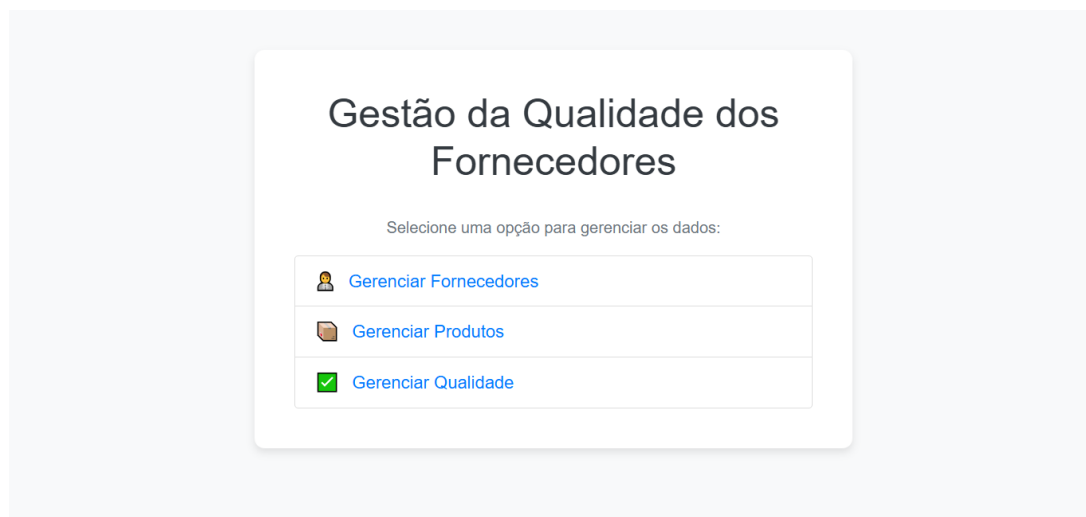 Gestão da Qualidade dos
Fornecedores
Selecione uma opção para gerenciar os dados:
Gerenciar Fornecedores
Gerenciar Produtos
Gerenciar Qualidade